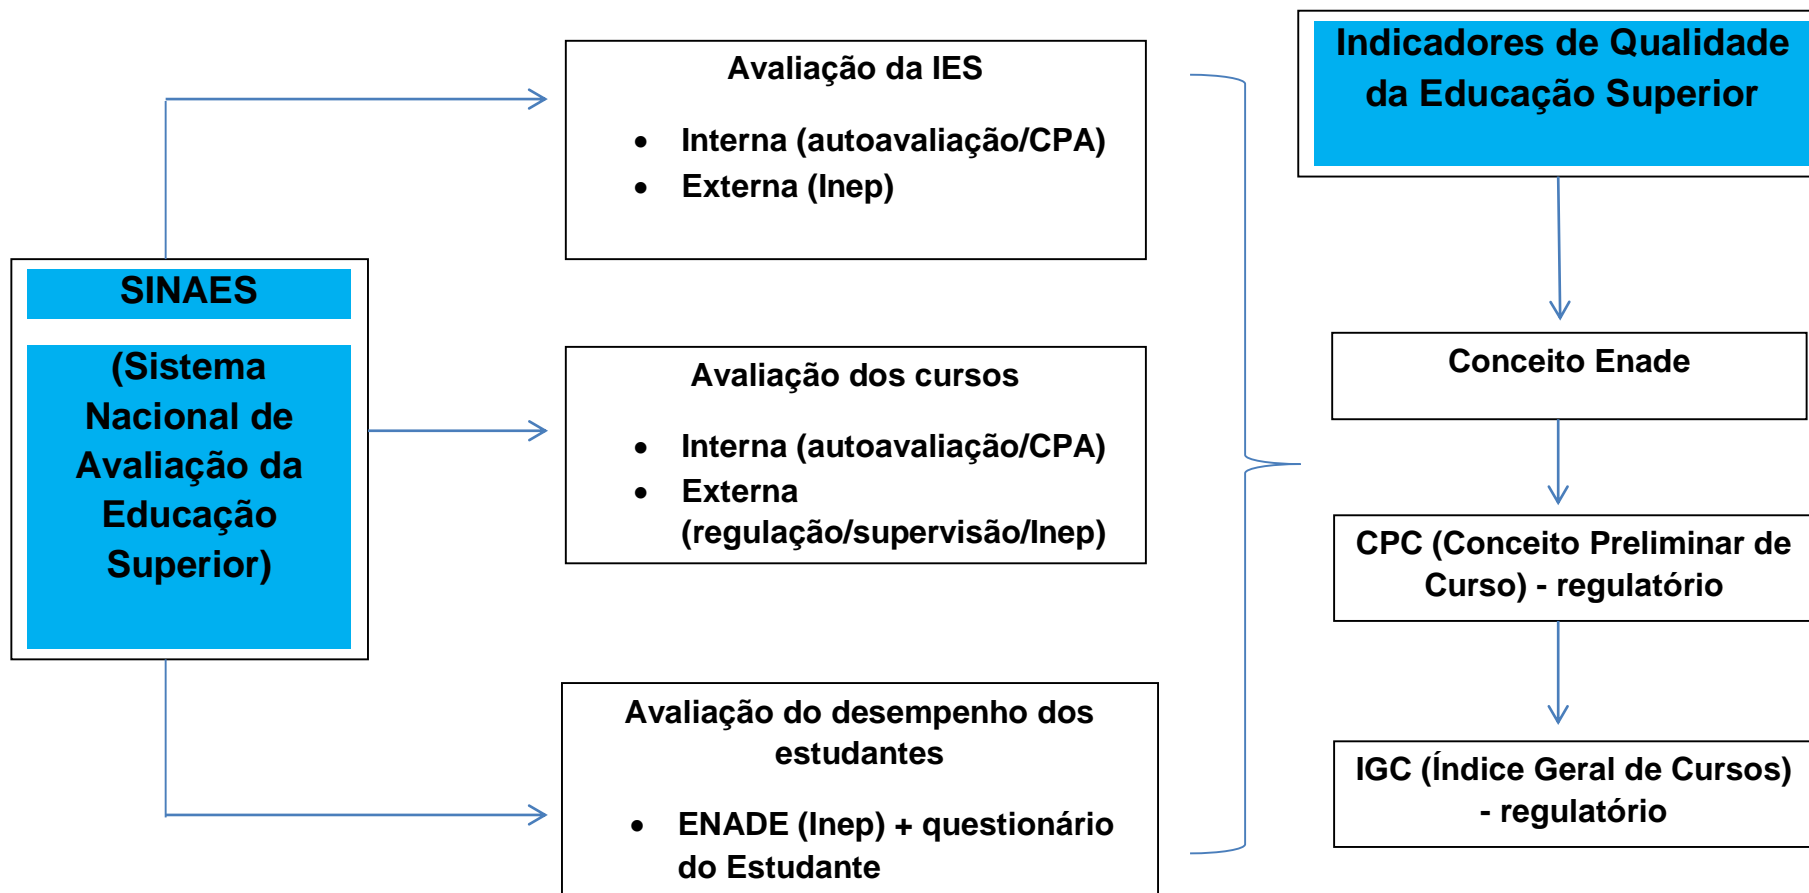 SINAES
(Sistema
Nacional de
Avaliação da
Educação
Superior)
Avaliação da IES
• Interna (autoavaliação/CPA)
• Externa (Inep)
Avaliação dos cursos
• Interna (autoavaliação/CPA)
• Externa
(regulação/supervisão/Inep)
Avaliação do desempenho dos
estudantes
• ENADE (Inep) + questionário
do Estudante
Indicadores de Qualidade
da Educação Superior
Conceito Enade
CPC (Conceito Preliminar de
Curso) - regulatório
IGC (Índice Geral de Cursos)
- regulatório